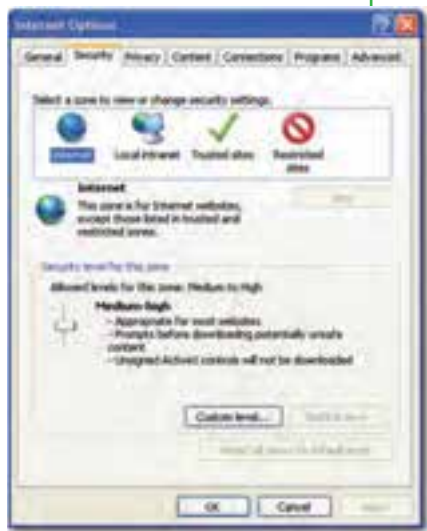 Internet Options
General Security Privacy Content Connections Programs Advanced
Select a zone to view or change security settings.
Internet Local intranet Trusted sites Restricted sites
Internet
This zone is for Internet websites,
except those listed in trusted and
restricted zones.
Sites
Security level for this zone
Allowed levels for this zone: Medium to High
Medium-high
- Appropriate for most websites
- Prompts before downloading potentially unsafe
content
- Unsigned ActiveX controls will not be downloaded
Custom level... Default level
Reset all zones to default level
OK Cancel Apply